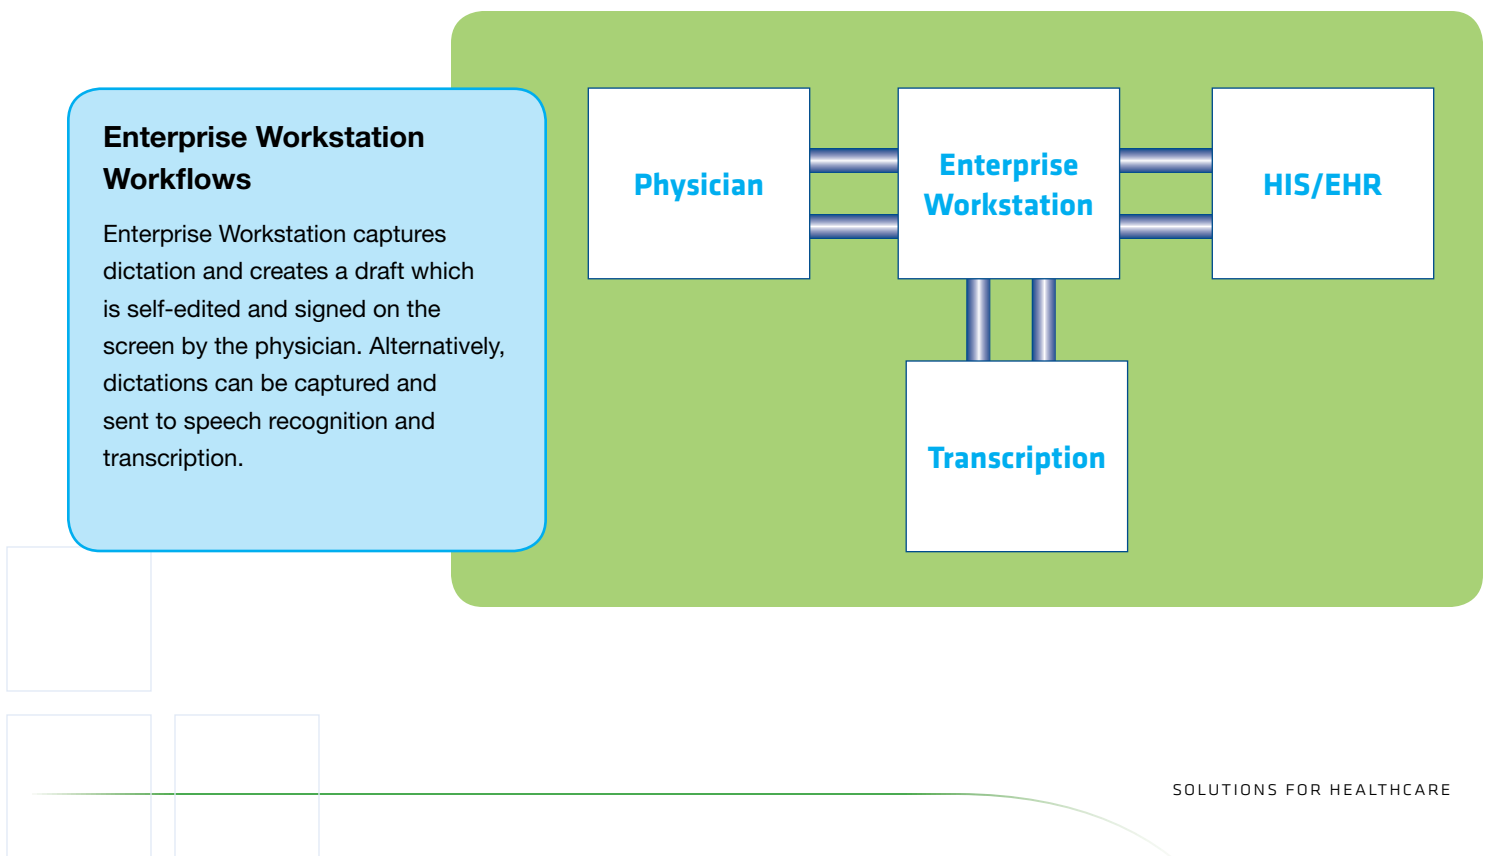 Enterprise Workstation
Workflows
Enterprise Workstation captures
dictation and creates a draft which
is self-edited and signed on the
screen by the physician. Alternatively,
dictations can be captured and
sent to speech recognition and
transcription.
Physician
Enterprise
Workstation
HIS/EHR
Transcription
SOLUTIONS FOR HEALTHCARE